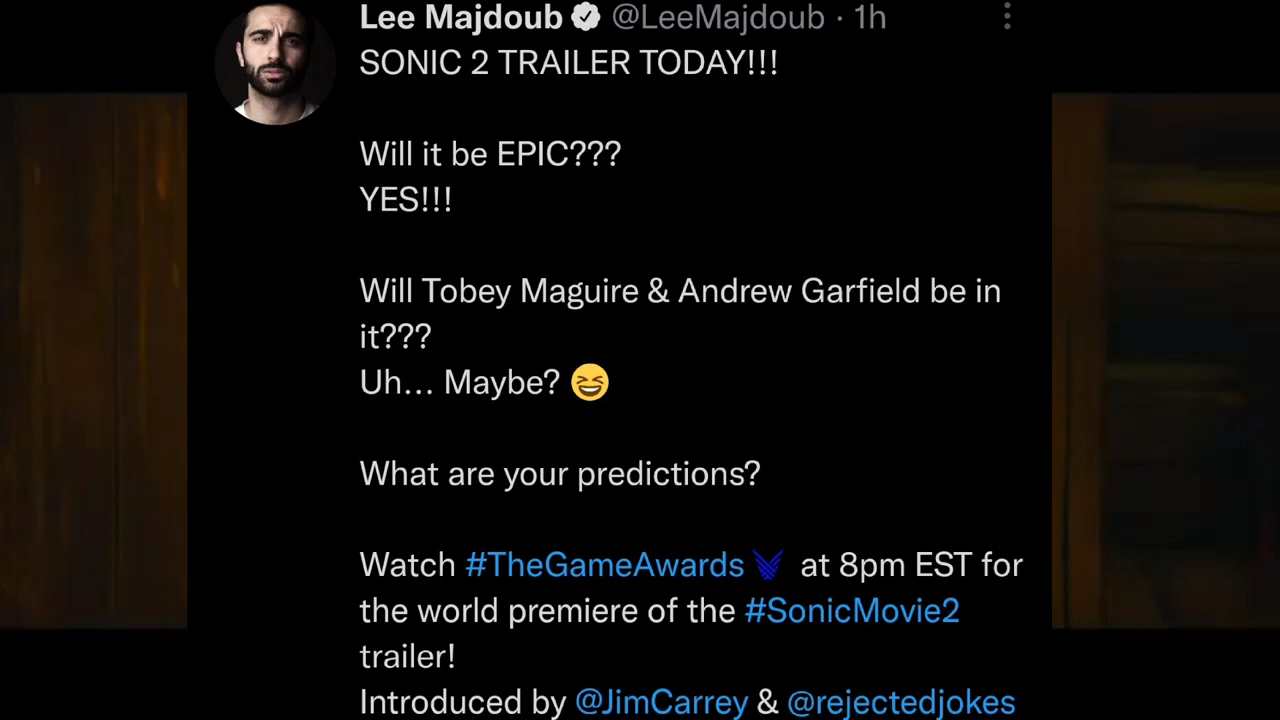 Lee Majdoub @LeeMajdoub · 1h
SONIC 2 TRAILER TODAY!!!
Will it be EPIC???
YES!!!
Will Tobey Maguire & Andrew Garfield be in
it???
Uh... Maybe? 😆
What are your predictions?
Watch #TheGameAwards at 8pm EST for
the world premiere of the #SonicMovie2
trailer!
Introduced by @JimCarrey & @rejectedjokes